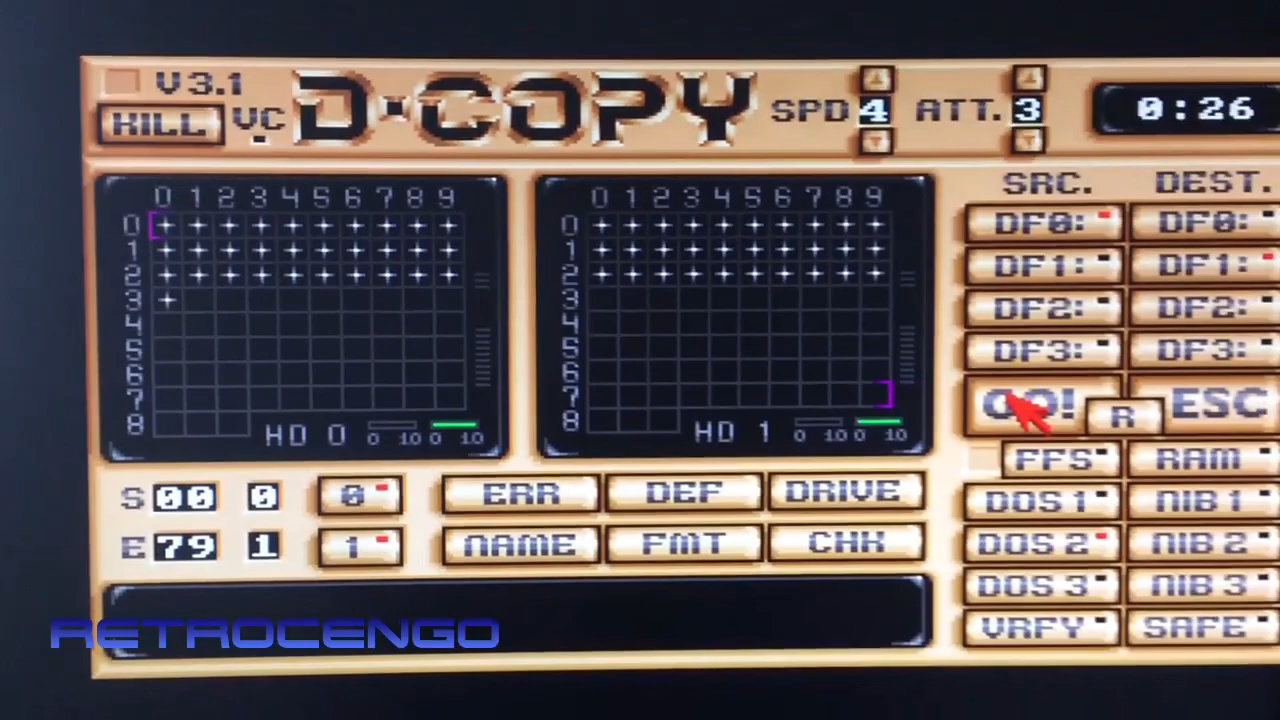 V 3.1 D-COPY SPD 4 ATT. 3 0:26
KILL VC
SRC. DEST.
0 1 2 3 4 5 6 7 8 9 0 1 2 3 4 5 6 7 8 9
0 0 DF0: DF0:
1 1 DF1: DF1:
2 2
3 3 DF2: DF2:
4 4
5 5 DF3: DF3:
6 6
7 7 GO! R ESC
8 HD 0 0 10 0 10 8 HD 1 0 10 0 10
FFS RAM
S 00 0 0 ERR DEF DRIVE DOS 1 NIB 1
E 79 1 1 NAME FMT CHK DOS 2 NIB 2
DOS 3 NIB 3
VRFY SAFE
RETROCENGO